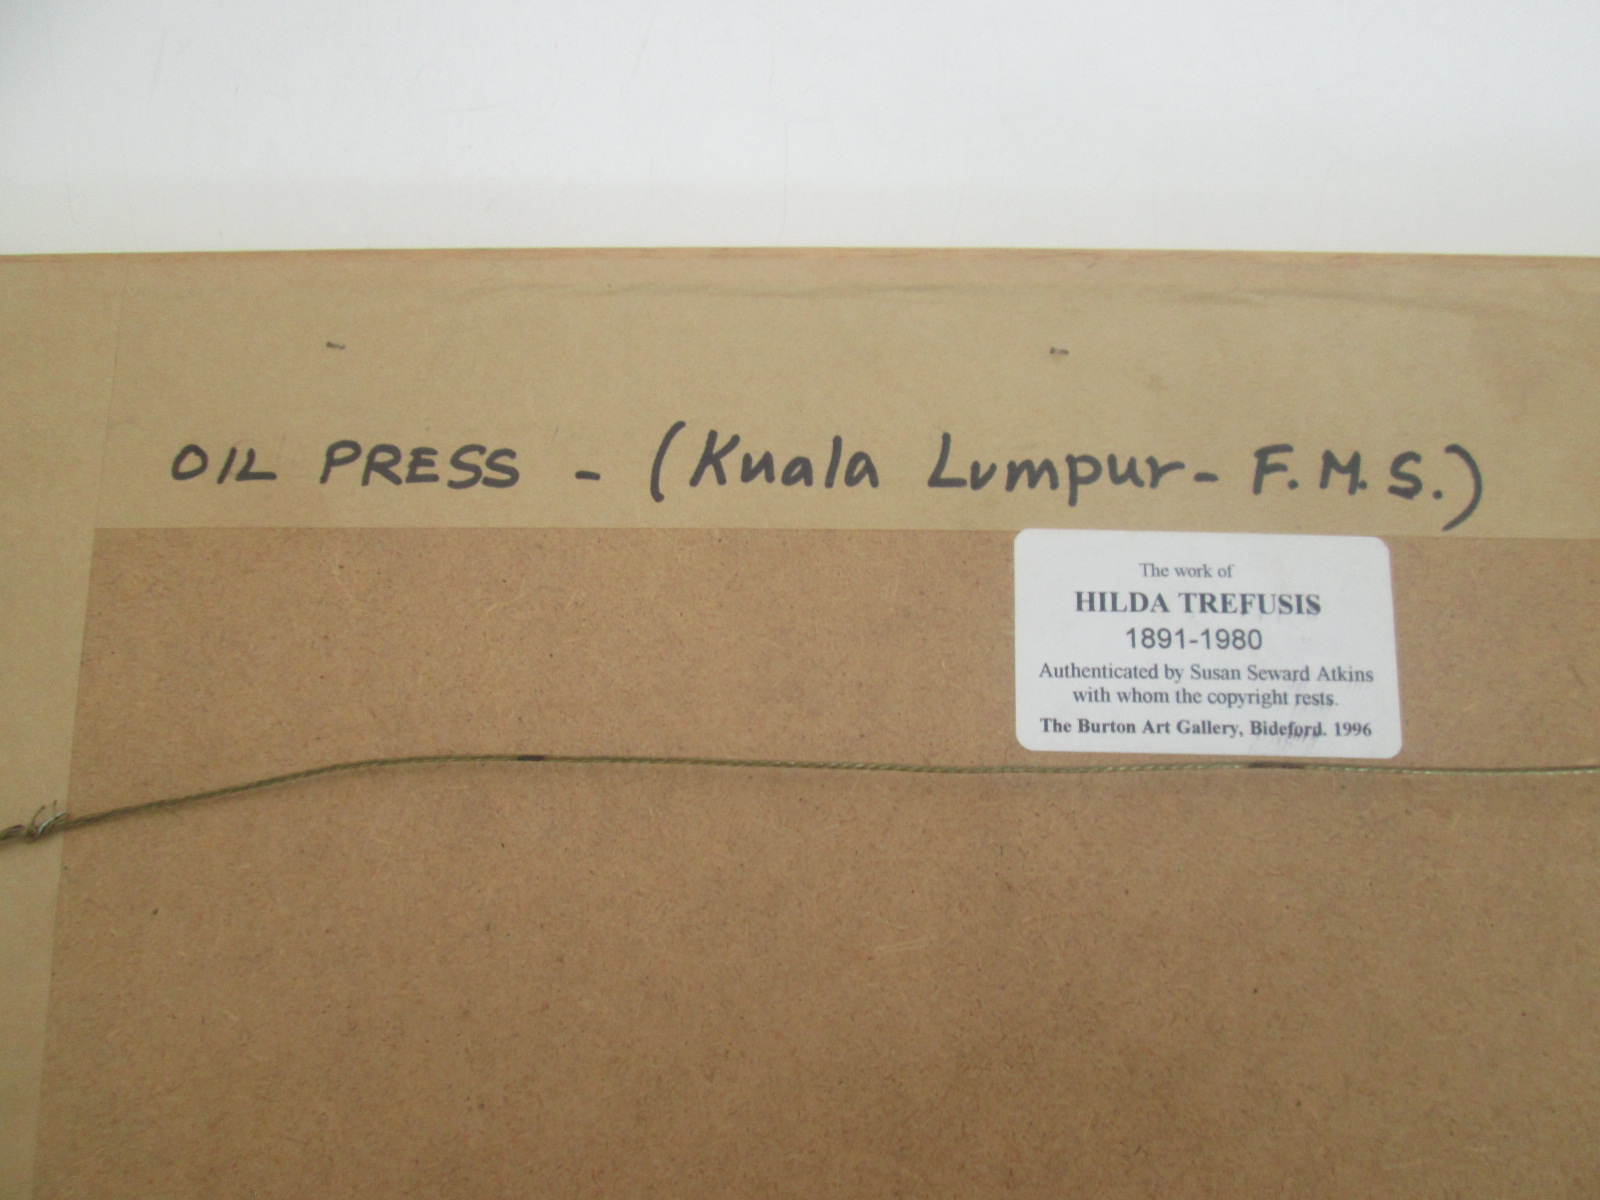 OIL PRESS - (Kuala Lumpur - F.M.S.)
The work of
HILDA TREFUSIS
1891-1980
Authenticated by Susan Seward Atkins
with whom the copyright rests.
The Burton Art Gallery, Bideford. 1996